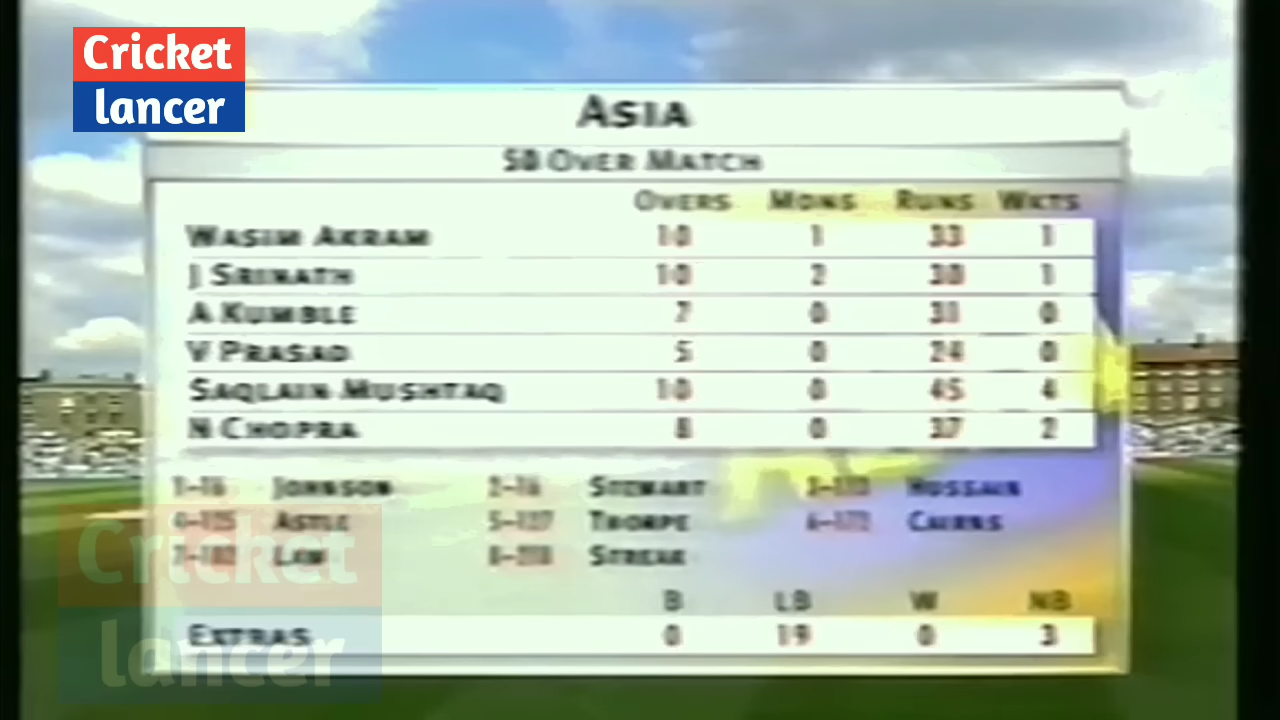 Cricket
lancer
ASIA
50 OVER MATCH
OVERS MDNS RUNS WKTS
WASIM AKRAM 10 1 33 1
J SRINATH 10 2 30 1
A KUMBLE 7 0 31 0
V PRASAD 5 0 24 0
SAQLAIN MUSHTAQ 10 0 45 4
N CHOPRA 8 0 37 2
1-16 JOHNSON 2-16 STEWART HUSSAIN
ASTLE THORPE 6-172 CAIRNS
LAW STREAK
B LB W NB
EXTRAS 0 19 0 3
Cricket
lancer